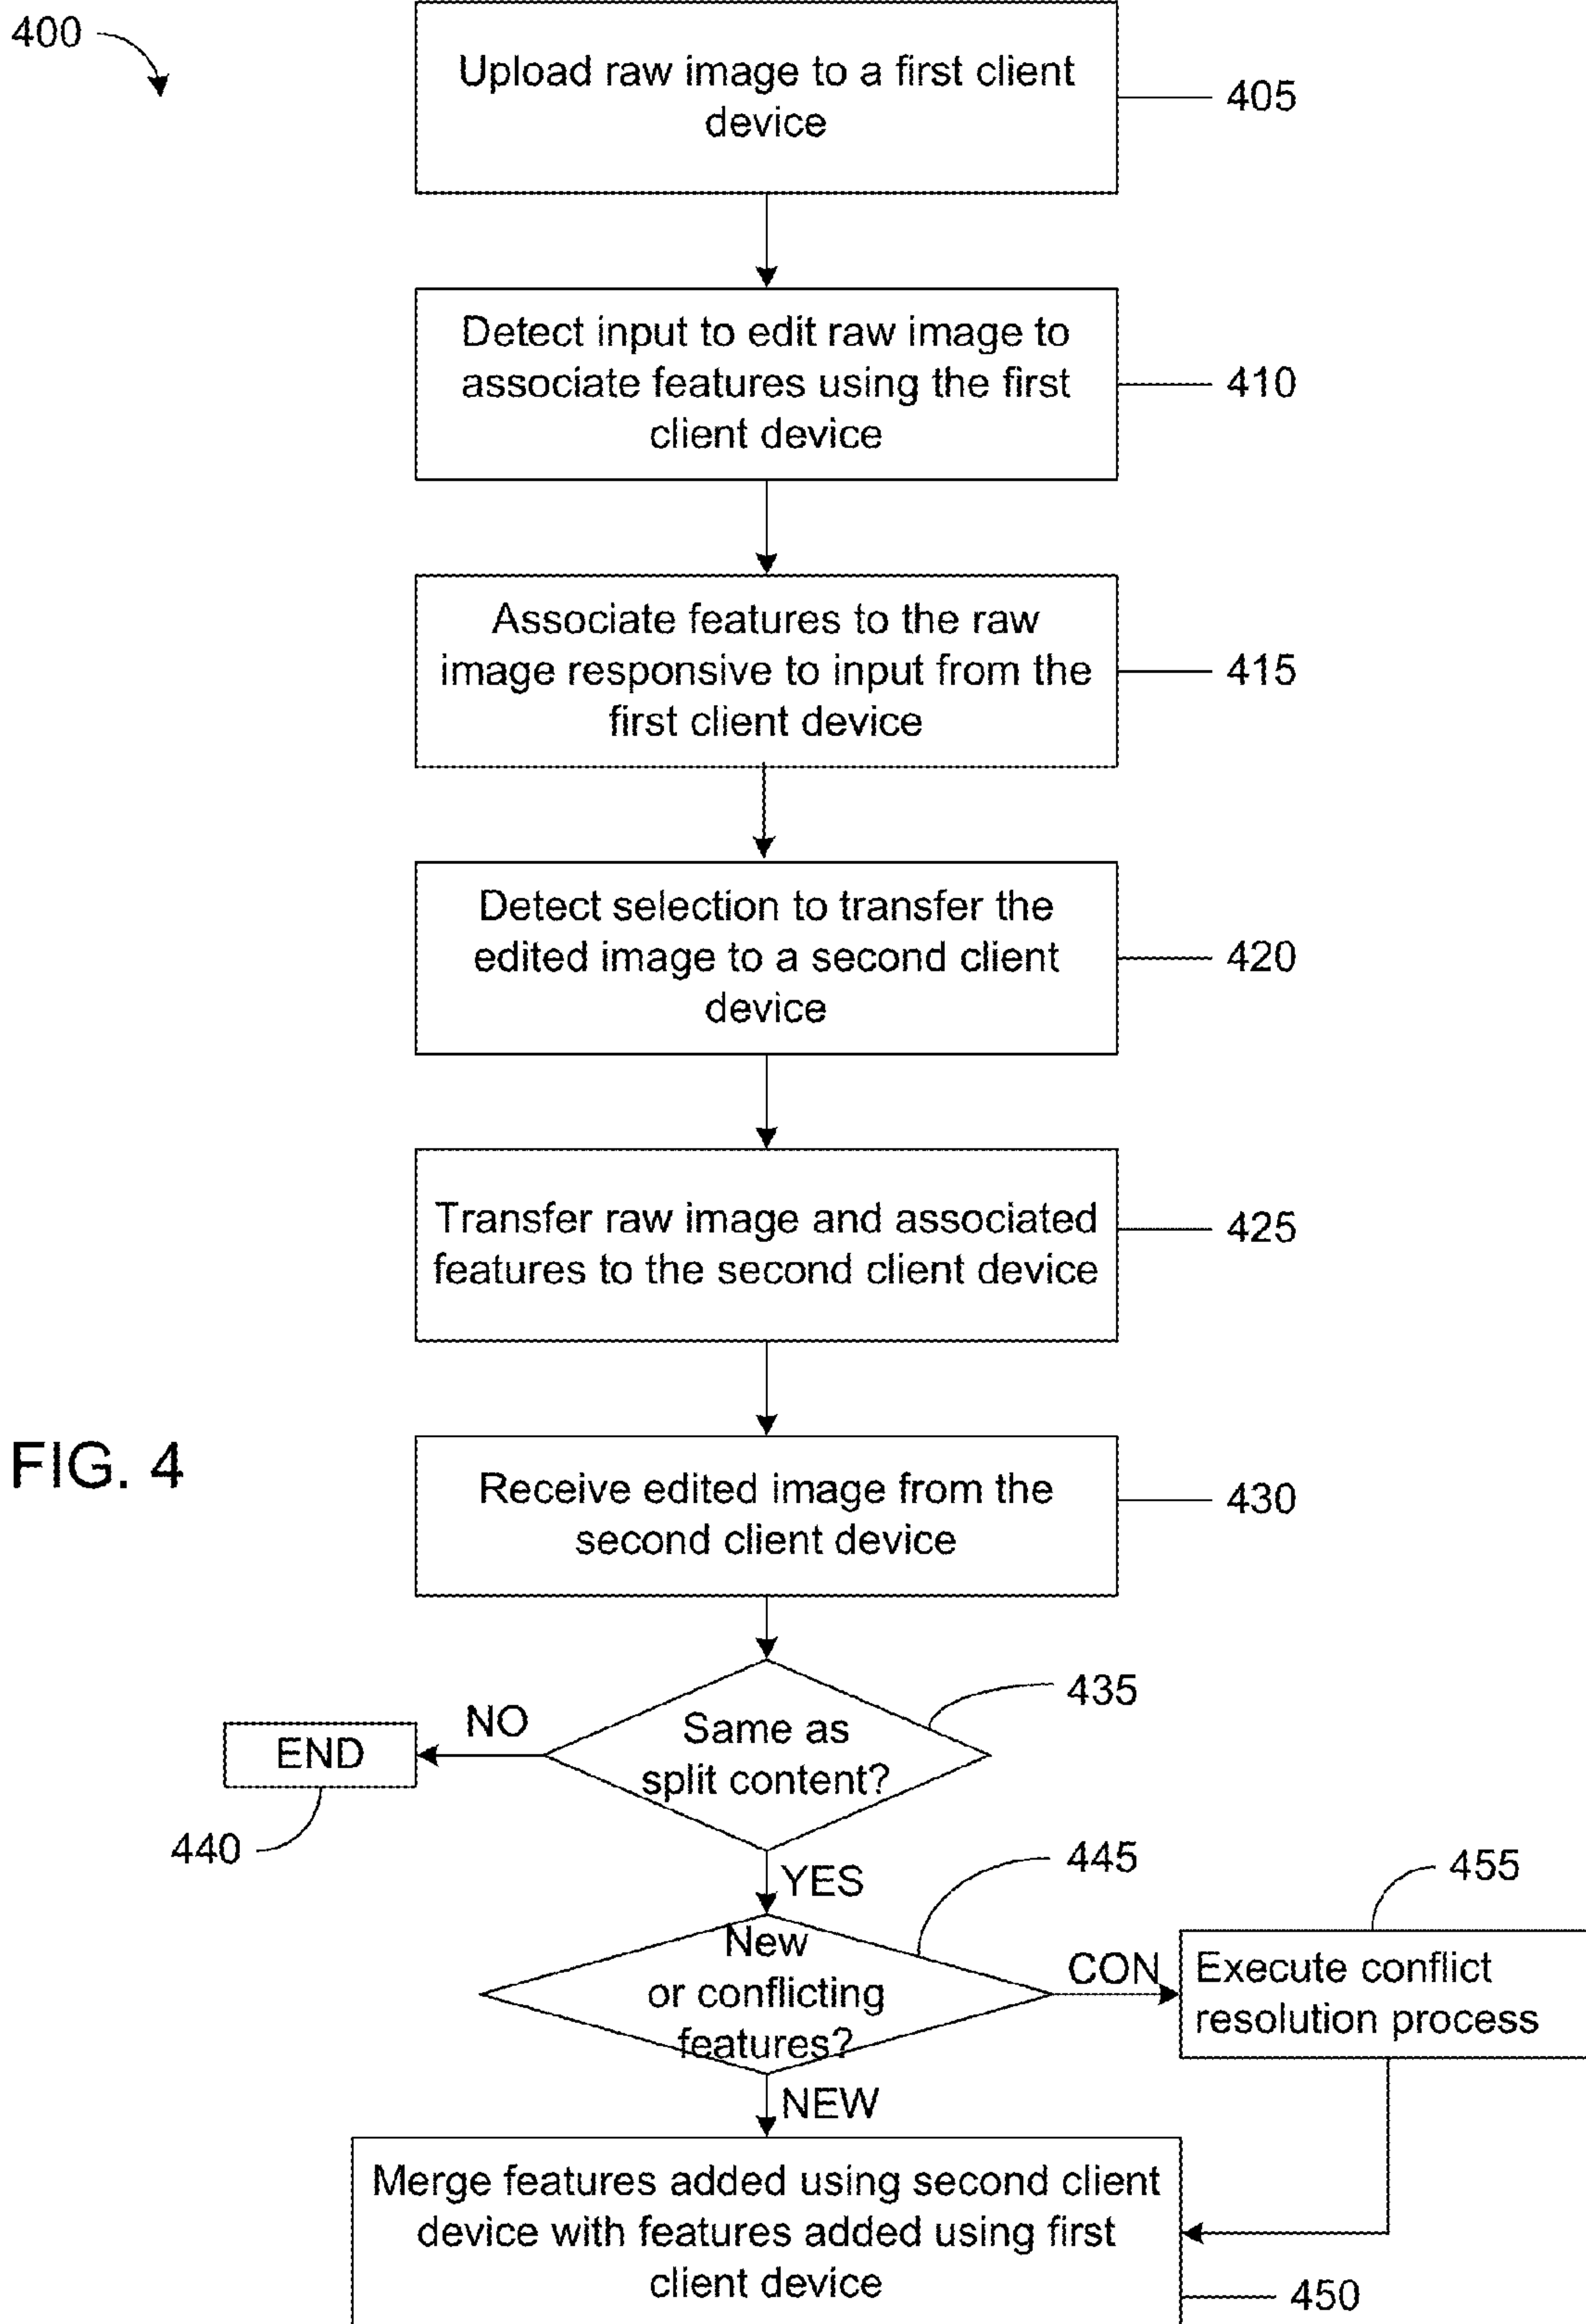 400
Upload raw image to a first client
device
405
Detect input to edit raw image to
associate features using the first
client device
410
Associate features to the raw
image responsive to input from the
first client device
415
Detect selection to transfer the
edited image to a second client
device
420
Transfer raw image and associated
features to the second client device
425
FIG. 4
Receive edited image from the
second client device
430
Same as
split content?
435
NO
END
440
YES
New
or conflicting
features?
445
CON
Execute conflict
resolution process
455
NEW
Merge features added using second client
device with features added using first
client device
450